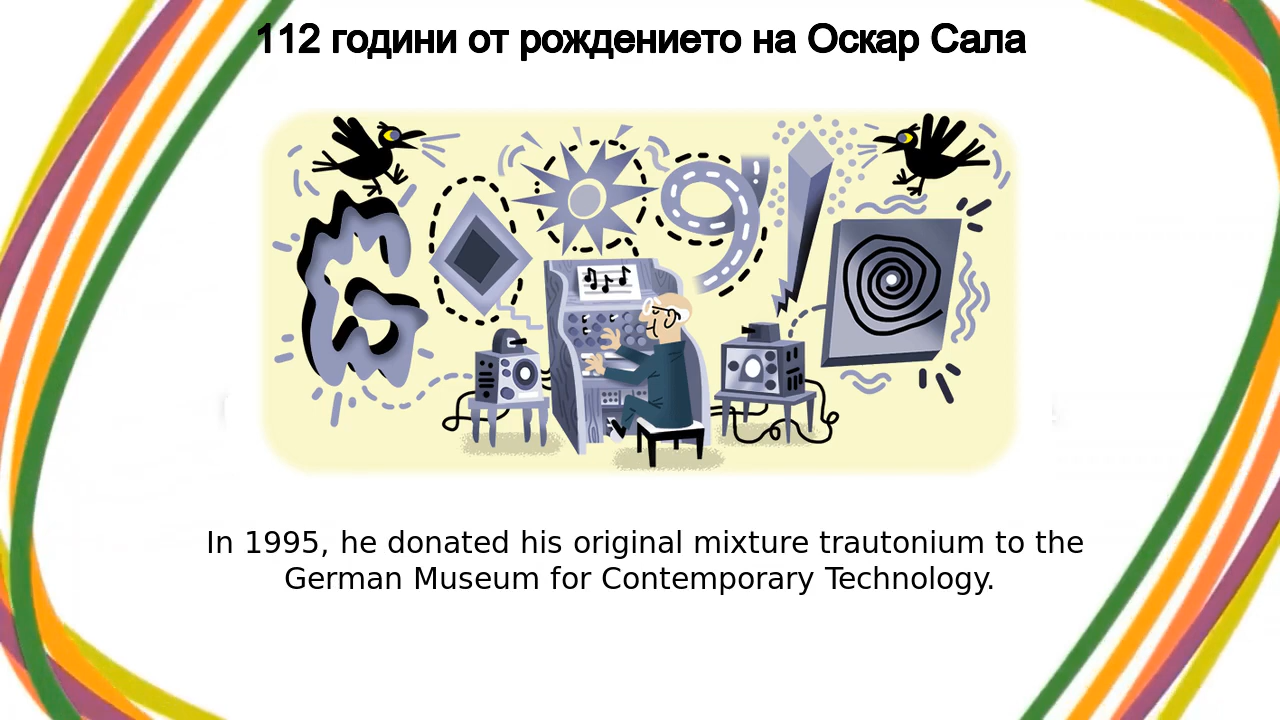 112 години от рождението на Оскар Сала
In 1995, he donated his original mixture trautonium to the
German Museum for Contemporary Technology.